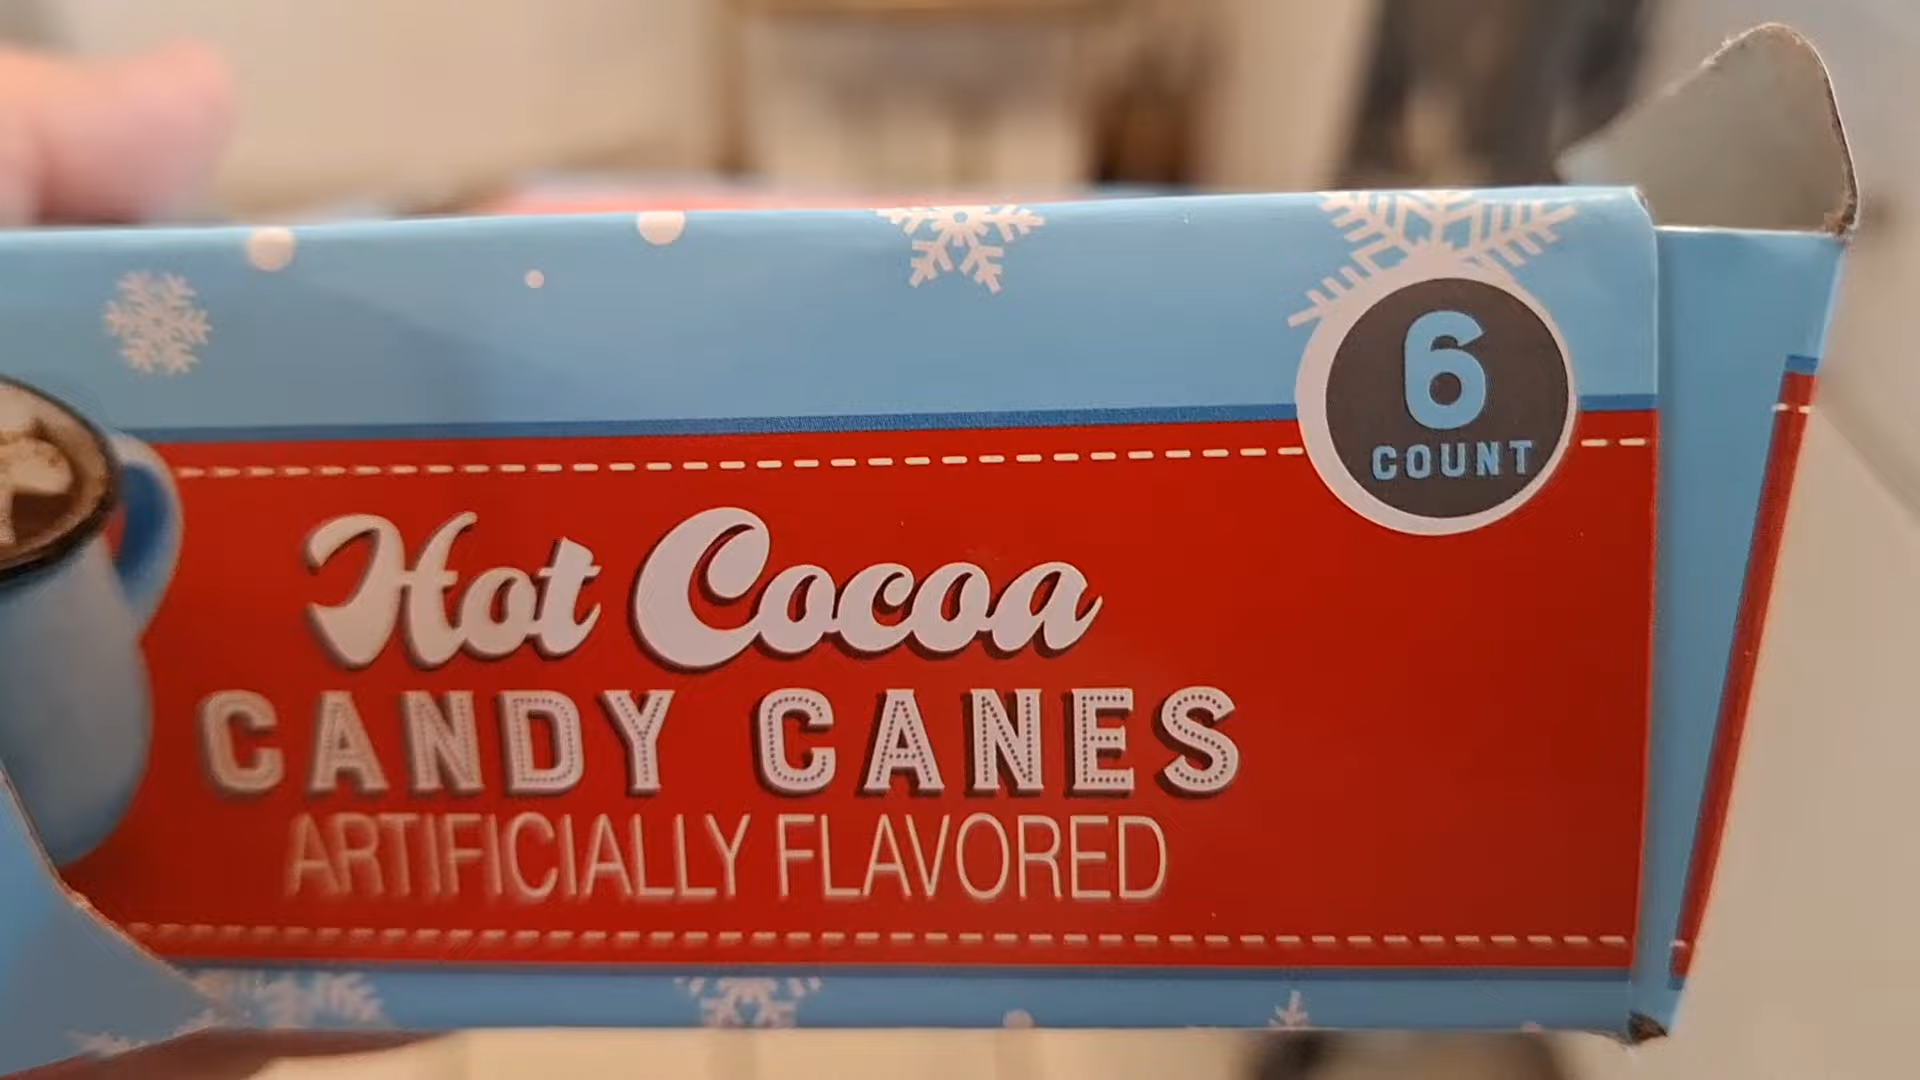 6
COUNT
Hot Cocoa
CANDY CANES
ARTIFICIALLY FLAVORED